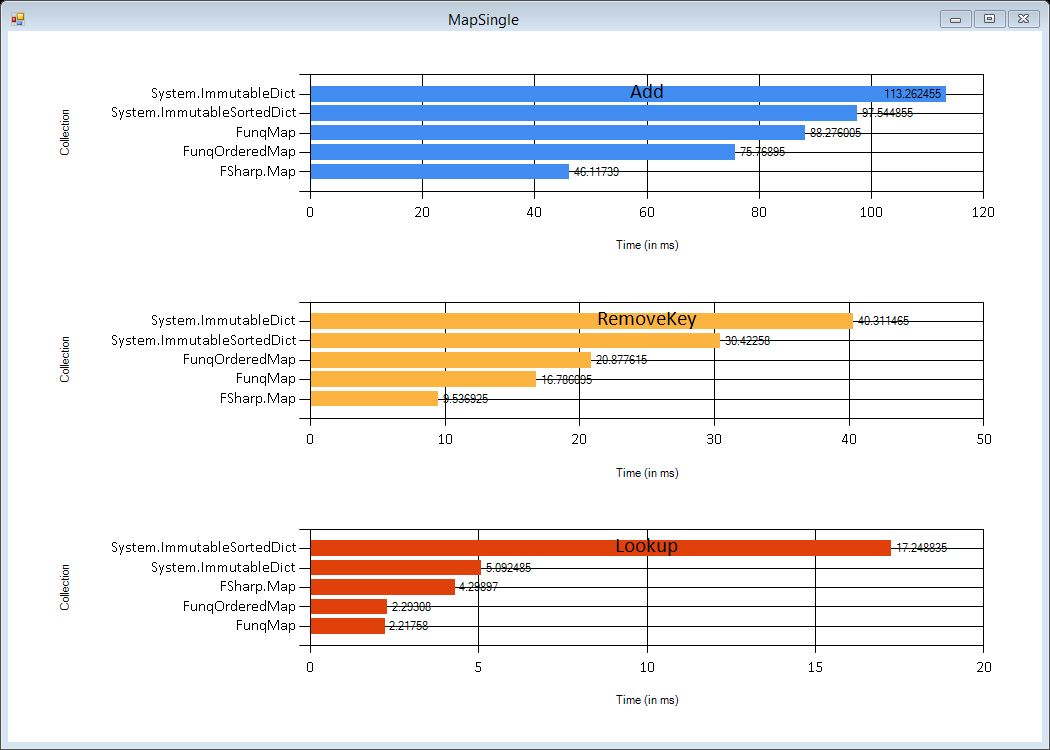 MapSingle
Add
Collection
System.ImmutableDict 113.262455
System.ImmutableSortedDict 97.544855
FunqMap 88.276005
FunqOrderedMap 75.76895
FSharp.Map 46.11739
0 20 40 60 80 100 120
Time (in ms)
RemoveKey
Collection
System.ImmutableDict 40.311465
System.ImmutableSortedDict 30.42258
FunqOrderedMap 20.877615
FunqMap 16.786095
FSharp.Map 9.536925
0 10 20 30 40 50
Time (in ms)
Lookup
Collection
System.ImmutableSortedDict 17.248835
System.ImmutableDict 5.092485
FSharp.Map 4.29897
FunqOrderedMap 2.29308
FunqMap 2.21758
0 5 10 15 20
Time (in ms)